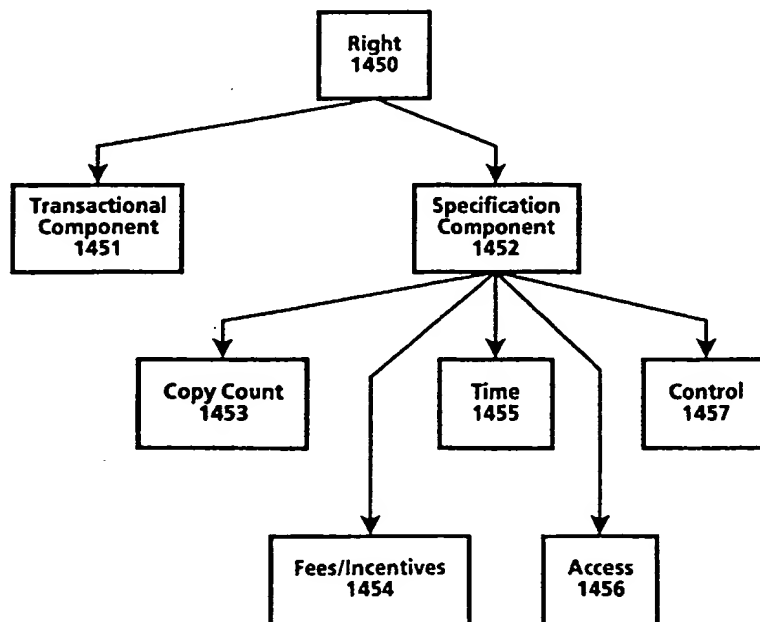 Right
1450
Transactional
Component
1451
Specification
Component
1452
Copy Count
1453
Time
1455
Control
1457
Fees/Incentives
1454
Access
1456